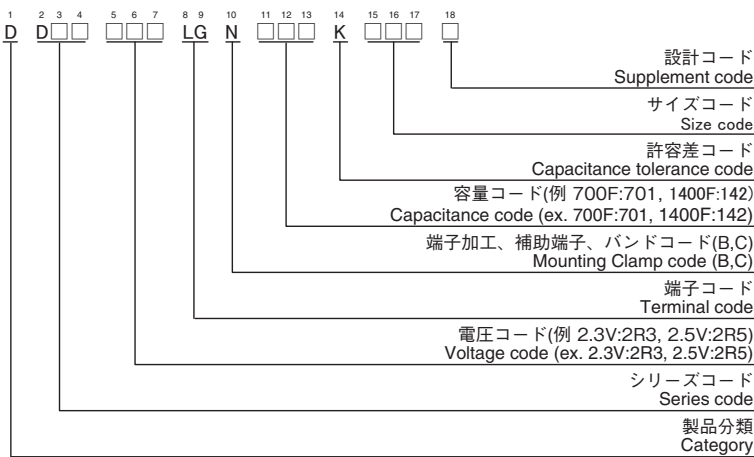 1 2 3 4 5 6 7 8 9 10 11 12 13 14 15 16 17 18
D D□□ □□□ LG N □□□ K □□□ □
設計コード
Supplement code
サイズコード
Size code
許容差コード
Capacitance tolerance code
容量コード(例 700F:701, 1400F:142)
Capacitance code (ex. 700F:701, 1400F:142)
端子加工、補助端子、バンドコード(B,C)
Mounting Clamp code (B,C)
端子コード
Terminal code
電圧コード(例 2.3V:2R3, 2.5V:2R5)
Voltage code (ex. 2.3V:2R3, 2.5V:2R5)
シリーズコード
Series code
製品分類
Category